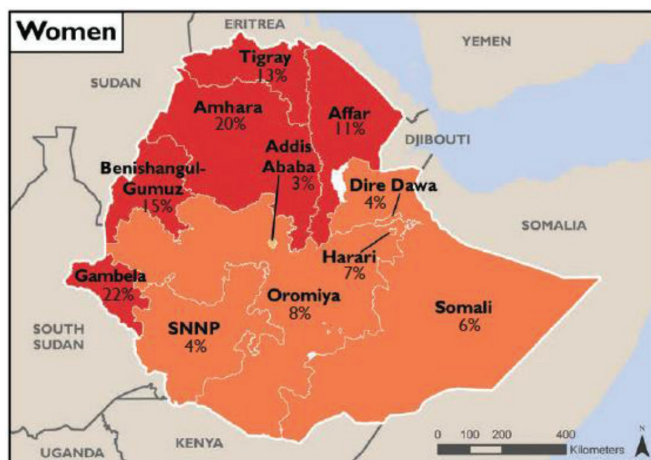 Women
ERITREA
YEMEN
SUDAN
Tigray
13%
Amhara
20%
Affar
11%
Addis
Ababa
3%
DJIBOUTI
Benishangul-
Gumuz
15%
Dire Dawa
4%
SOMALIA
Harari
7%
Gambela
22%
Oromiya
8%
Somali
6%
SNNP
4%
SOUTH
SUDAN
UGANDA
KENYA
0 100 200 400
Kilometers
N